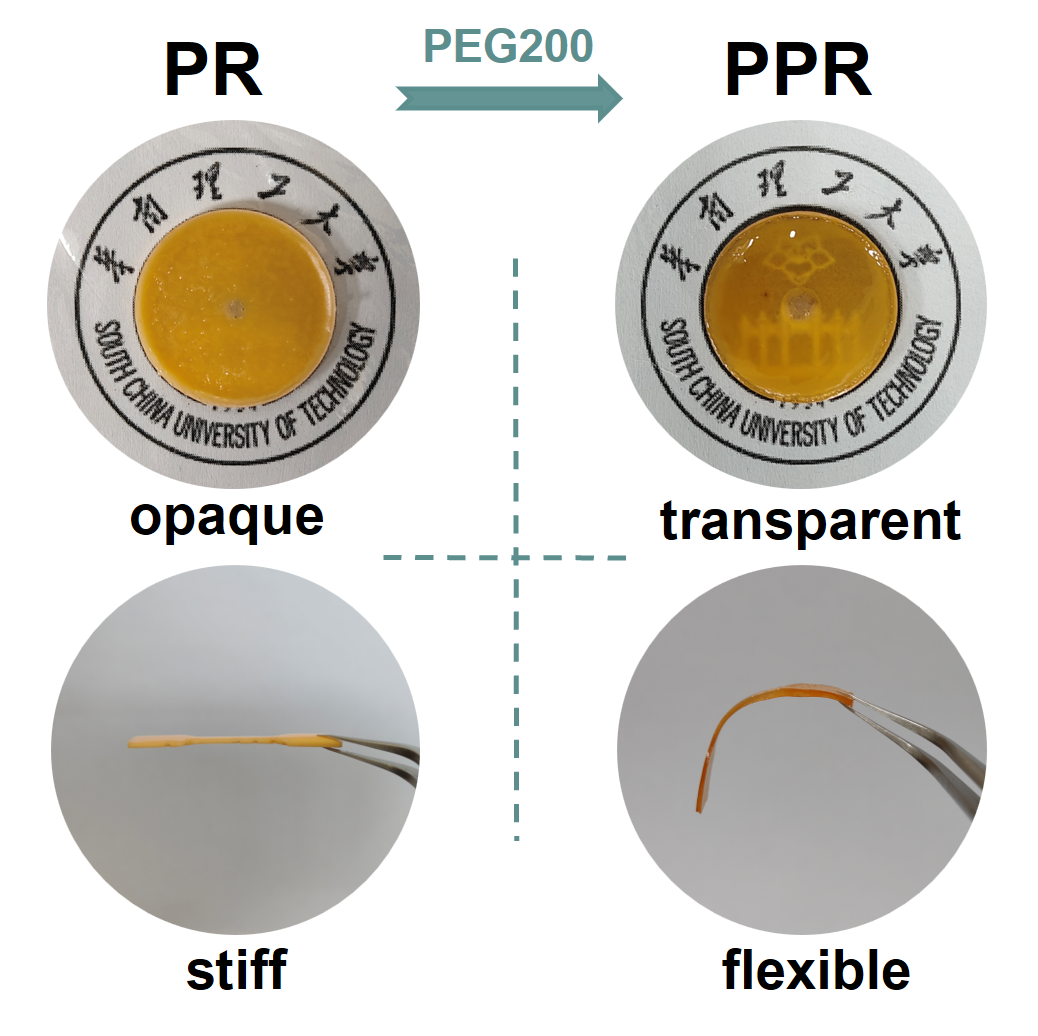 PR
PEG200
PPR
华南理工大学
SOUTH CHINA UNIVERSITY OF TECHNOLOGY
华南理工大学
SOUTH CHINA UNIVERSITY OF TECHNOLOGY
opaque
transparent
stiff
flexible